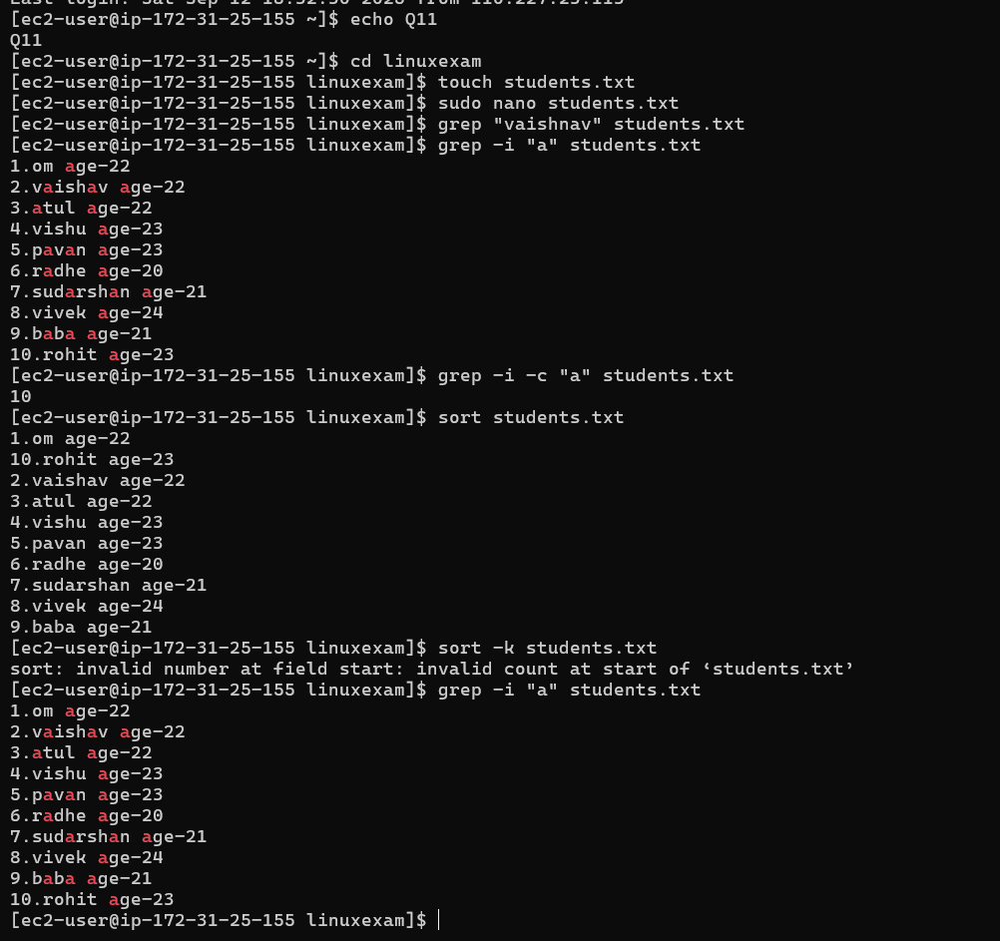 [ec2-user@ip-172-31-25-155 ~]$ echo Q11
Q11
[ec2-user@ip-172-31-25-155 ~]$ cd linuxexam
[ec2-user@ip-172-31-25-155 linuxexam]$ touch students.txt
[ec2-user@ip-172-31-25-155 linuxexam]$ sudo nano students.txt
[ec2-user@ip-172-31-25-155 linuxexam]$ grep "vaishnav" students.txt
[ec2-user@ip-172-31-25-155 linuxexam]$ grep -i "a" students.txt
1.om age-22
2.vaishav age-22
3.atul age-22
4.vishu age-23
5.pavan age-23
6.radhe age-20
7.sudarshan age-21
8.vivek age-24
9.baba age-21
10.rohit age-23
[ec2-user@ip-172-31-25-155 linuxexam]$ grep -i -c "a" students.txt
10
[ec2-user@ip-172-31-25-155 linuxexam]$ sort students.txt
1.om age-22
10.rohit age-23
2.vaishav age-22
3.atul age-22
4.vishu age-23
5.pavan age-23
6.radhe age-20
7.sudarshan age-21
8.vivek age-24
9.baba age-21
[ec2-user@ip-172-31-25-155 linuxexam]$ sort -k students.txt
sort: invalid number at field start: invalid count at start of ‘students.txt’
[ec2-user@ip-172-31-25-155 linuxexam]$ grep -i "a" students.txt
1.om age-22
2.vaishav age-22
3.atul age-22
4.vishu age-23
5.pavan age-23
6.radhe age-20
7.sudarshan age-21
8.vivek age-24
9.baba age-21
10.rohit age-23
[ec2-user@ip-172-31-25-155 linuxexam]$